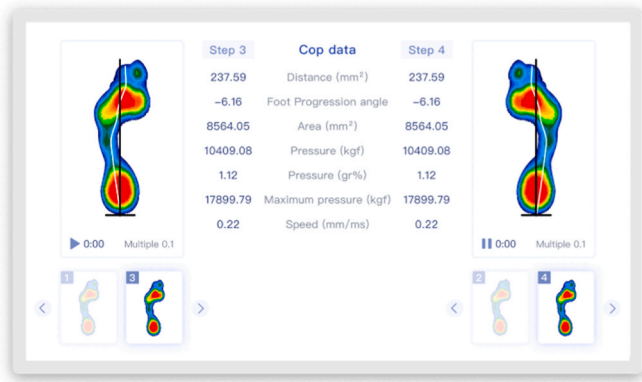 Step 3 Cop data Step 4
237.59 Distance (mm²) 237.59
-6.16 Foot Progression angle -6.16
8564.05 Area (mm²) 8564.05
10409.08 Pressure (kgf) 10409.08
1.12 Pressure (gr%) 1.12
17899.79 Maximum pressure (kgf) 17899.79
0.22 Speed (mm/ms) 0.22
0:00 Multiple 0.1
0:00 Multiple 0.1
1 3
2 4